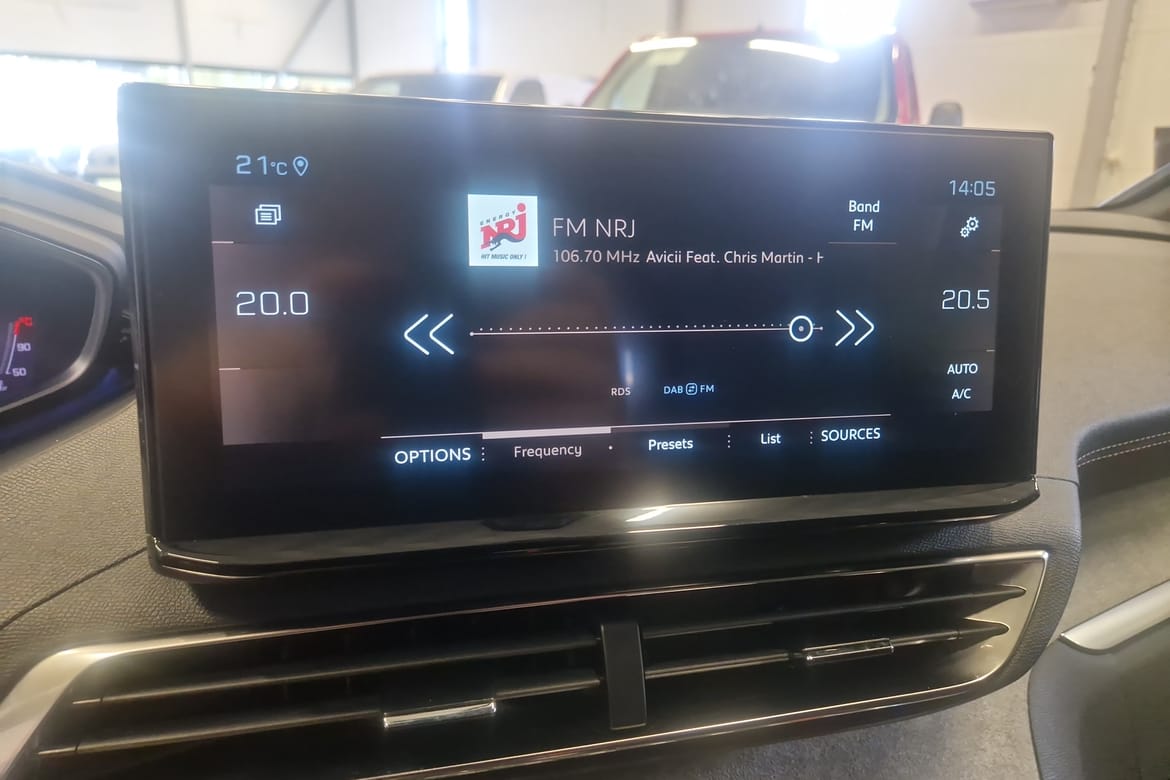 21°C
14:05
ENERGY
NRJ
HIT MUSIC ONLY !
FM NRJ
106.70 MHz Avicii Feat. Chris Martin - H
Band
FM
20.0
20.5
RDS
DAB FM
AUTO
A/C
OPTIONS
Frequency
Presets
List
SOURCES
90
50